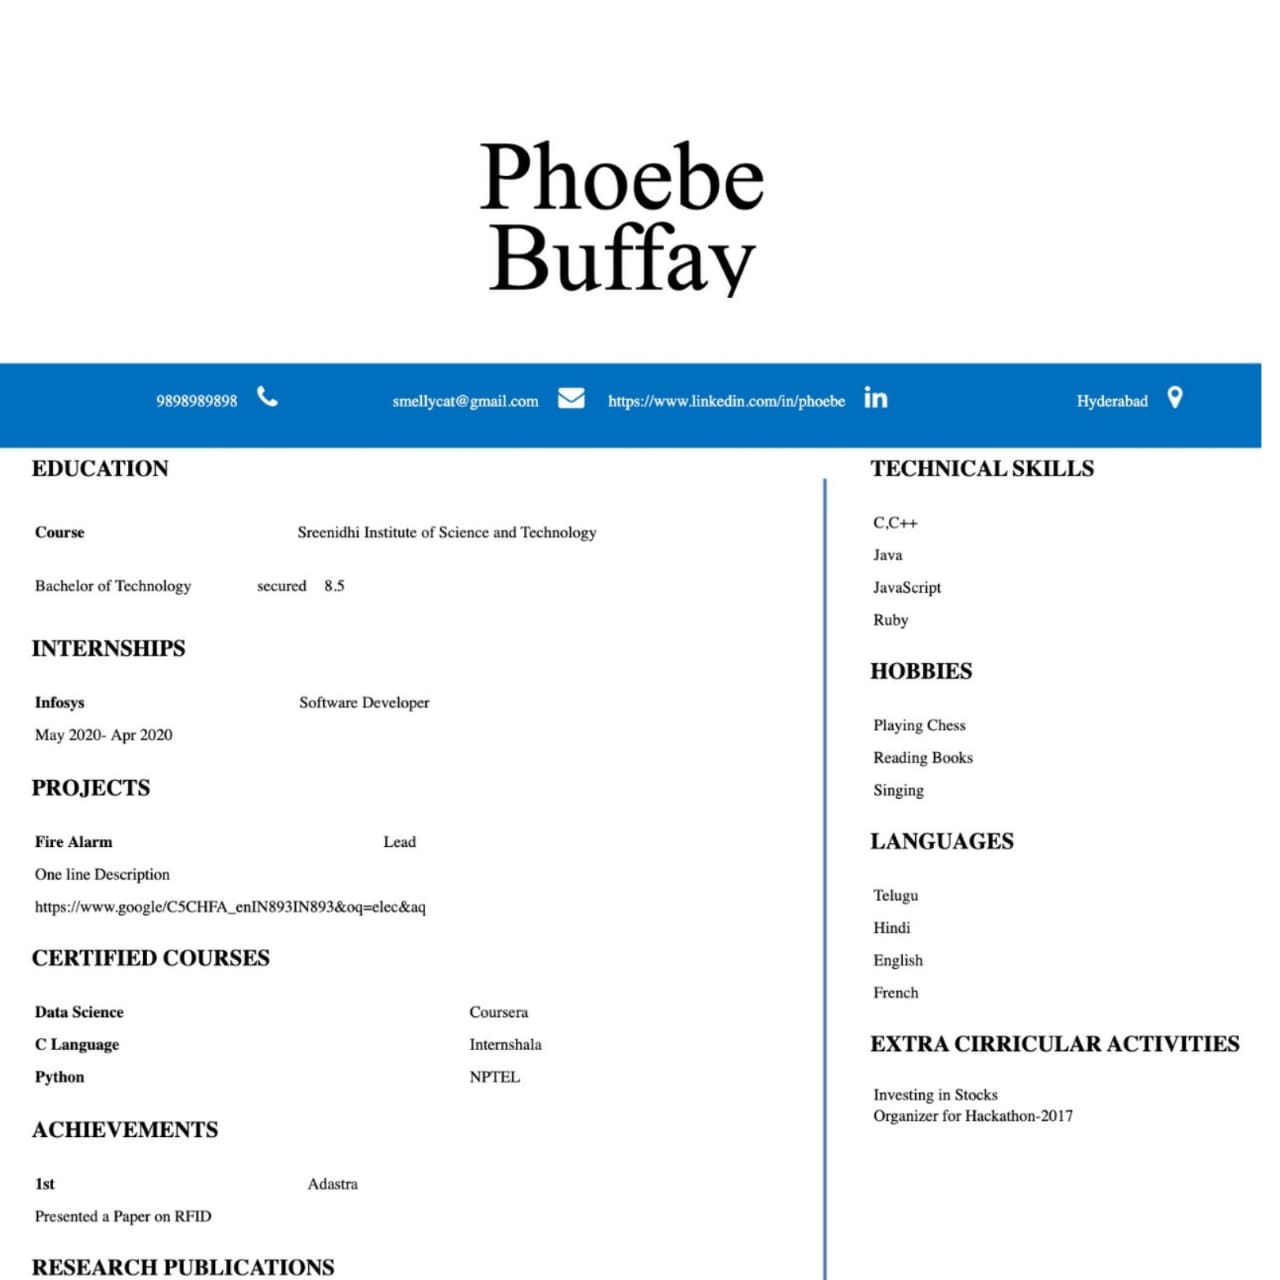 Phoebe
Buffay
9898989898 smellycat@gmail.com https://www.linkedin.com/in/phoebe in Hyderabad
EDUCATION
Course Sreenidhi Institute of Science and Technology
Bachelor of Technology secured 8.5
INTERNSHIPS
Infosys Software Developer
May 2020- Apr 2020
PROJECTS
Fire Alarm Lead
One line Description
https://www.google/C5CHFA_enIN893IN893&oq=elec&aq
CERTIFIED COURSES
Data Science Coursera
C Language Internshala
Python NPTEL
ACHIEVEMENTS
1st Adastra
Presented a Paper on RFID
RESEARCH PUBLICATIONS
TECHNICAL SKILLS
C,C++
Java
JavaScript
Ruby
HOBBIES
Playing Chess
Reading Books
Singing
LANGUAGES
Telugu
Hindi
English
French
EXTRA CIRRICULAR ACTIVITIES
Investing in Stocks
Organizer for Hackathon-2017